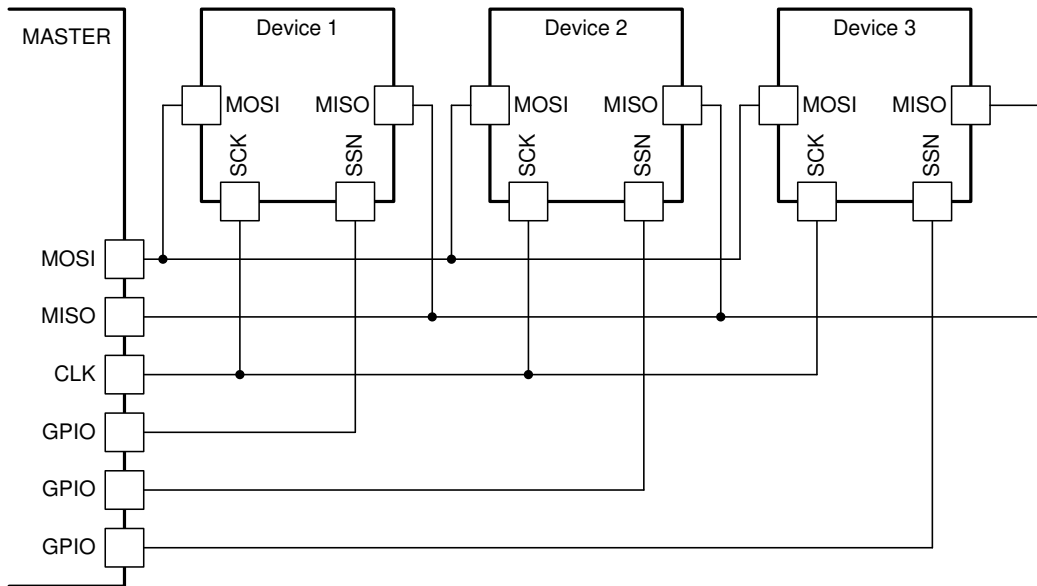 MASTER
Device 1
Device 2
Device 3
MOSI
MISO
MOSI
MISO
MOSI
MISO
SCK
SSN
SCK
SSN
SCK
SSN
MOSI
MISO
CLK
GPIO
GPIO
GPIO